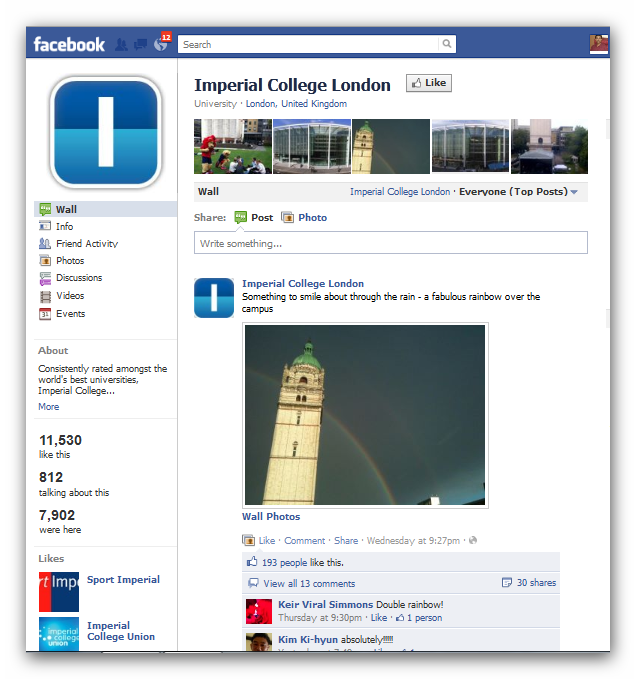 facebook
12
Search
Imperial College London
Like
University · London, United Kingdom
Wall
Imperial College London · Everyone (Top Posts)
Share:
Post
Photo
Write something...
Wall
Info
Friend Activity
Photos
Discussions
Videos
Events
31
About
Consistently rated amongst the
world's best universities,
Imperial College...
More
11,530
like this
812
talking about this
7,902
were here
Likes
rt Impe
Sport Imperial
imperial
college
union
Imperial
College Union
Imperial College London
Something to smile about through the rain - a fabulous rainbow over the
campus
Wall Photos
Like · Comment · Share · Wednesday at 9:27pm ·
193 people like this.
View all 13 comments
30 shares
Keir Viral Simmons Double rainbow!
Thursday at 9:30pm · Like · 1 person
Kim Ki-hyun absolutely!!!!!